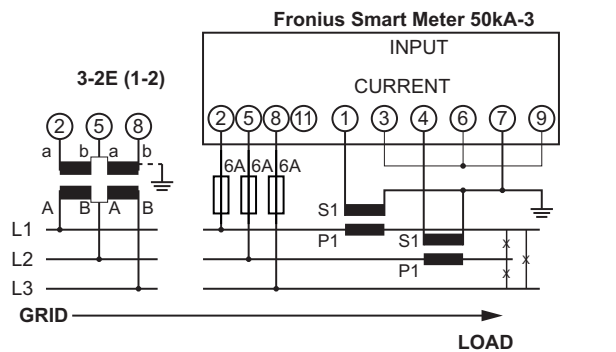 Fronius Smart Meter 50kA-3
INPUT
CURRENT
3-2E (1-2)
2 5 8
2 5 8 11 1 3 4 6 7 9
a b a b
6A 6A 6A
A B A B
S1
L1
P1 S1
L2
P1
L3
GRID
LOAD
x
x
x